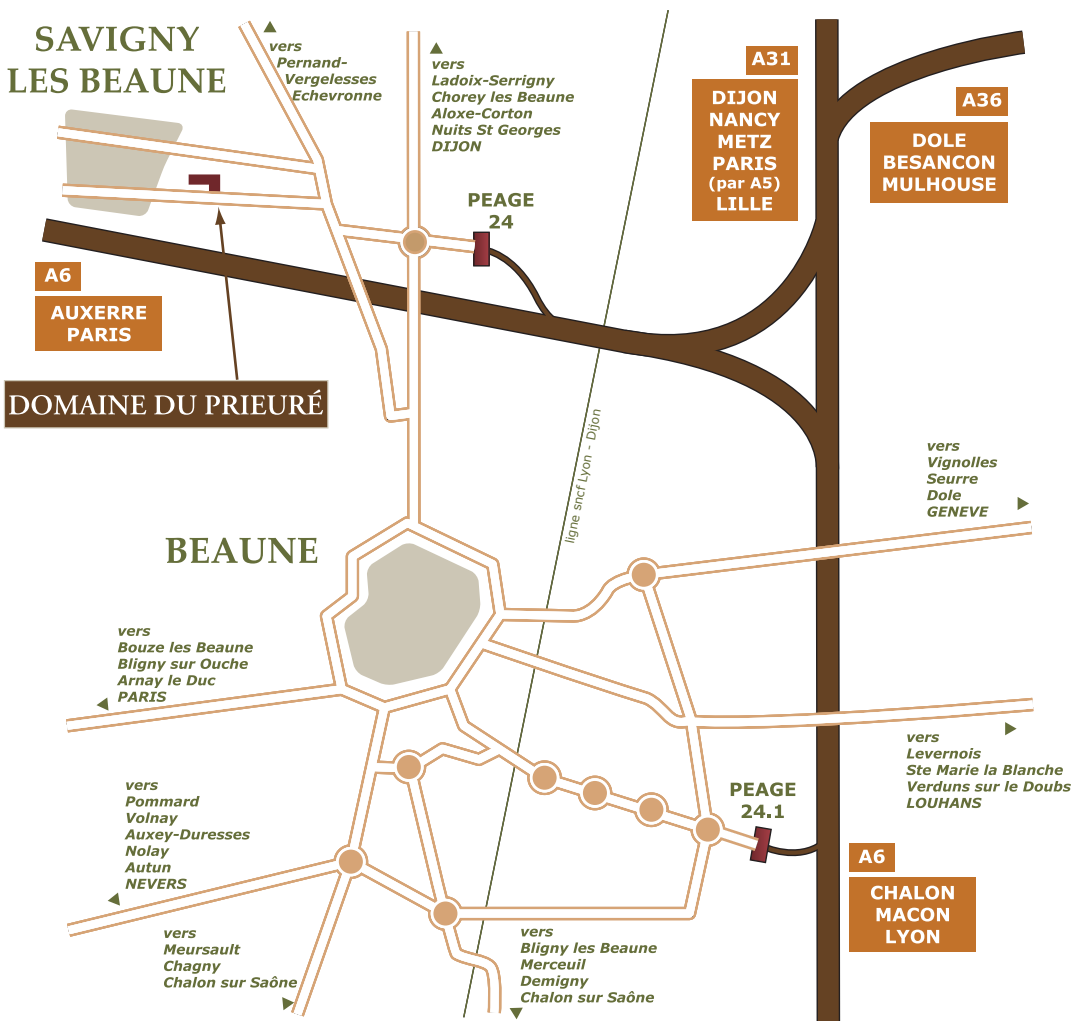 SAVIGNY
LES BEAUNE
vers
Pernand-
Vergelesses
Echevronne
vers
Ladoix-Serrigny
Chorey les Beaune
Aloxe-Corton
Nuits St Georges
DIJON
A31
DIJON
NANCY
METZ
PARIS
(par A5)
LILLE
A36
DOLE
BESANCON
MULHOUSE
PEAGE
24
A6
AUXERRE
PARIS
DOMAINE DU PRIEURÉ
ligne sncf Lyon - Dijon
vers
Vignolles
Seurre
Dole
GENEVE
BEAUNE
vers
Bouze les Beaune
Bligny sur Ouche
Arnay le Duc
PARIS
vers
Levernois
Ste Marie la Blanche
Verduns sur le Doubs
LOUHANS
vers
Pommard
Volnay
Auxey-Duresses
Nolay
Autun
NEVERS
PEAGE
24.1
A6
CHALON
MACON
LYON
vers
Meursault
Chagny
Chalon sur Saône
vers
Bligny les Beaune
Merceuil
Demigny
Chalon sur Saône